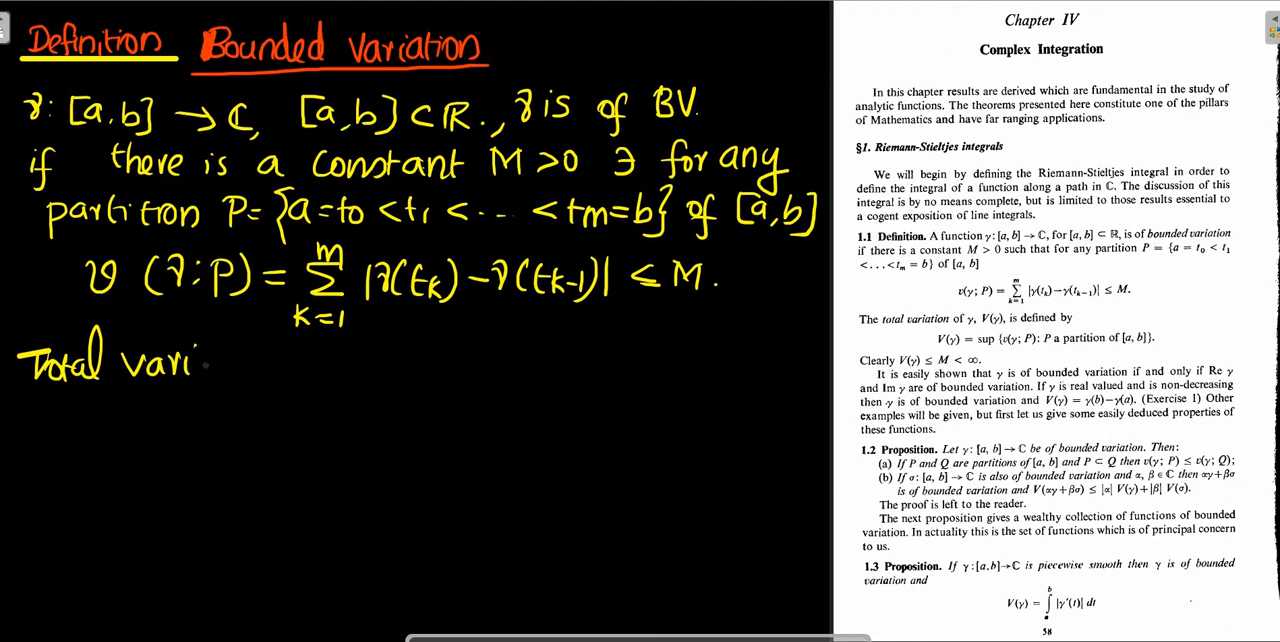 Definition Bounded Variation
γ: [a,b] → ℂ, [a,b] ⊂ ℝ., γ is of BV.
if there is a constant M > 0 ∋ for any
partition P = {a = t₀ < t₁ < ... < tₘ = b} of [a,b]
v (γ; P) = Σ_{k=1}^{m} |γ(tₖ) − γ(tₖ₋₁)| ≤ M.
Total vari
Chapter IV
Complex Integration
In this chapter results are derived which are fundamental in the study of
analytic functions. The theorems presented here constitute one of the pillars
of Mathematics and have far ranging applications.
§1. Riemann-Stieltjes integrals
We will begin by defining the Riemann-Stieltjes integral in order to
define the integral of a function along a path in ℂ. The discussion of this
integral is by no means complete, but is limited to those results essential to
a cogent exposition of line integrals.
1.1 Definition. A function γ: [a, b] → ℂ, for [a, b] ⊂ ℝ, is of bounded variation
if there is a constant M > 0 such that for any partition P = {a = t₀ < t₁
<...< tₘ = b} of [a, b]
v(γ; P) = Σ_{k=1}^{m} |γ(tₖ)−γ(tₖ₋₁)| ≤ M.
The total variation of γ, V(γ), is defined by
V(γ) = sup {v(γ; P): P a partition of [a, b]}.
Clearly V(γ) ≤ M < ∞.
It is easily shown that γ is of bounded variation if and only if Re γ
and Im γ are of bounded variation. If γ is real valued and is non-decreasing
then γ is of bounded variation and V(γ) = γ(b)−γ(a). (Exercise 1) Other
examples will be given, but first let us give some easily deduced properties of
these functions.
1.2 Proposition. Let γ: [a, b] → ℂ be of bounded variation. Then:
(a) If P and Q are partitions of [a, b] and P ⊂ Q then v(γ; P) ≤ v(γ; Q);
(b) If σ: [a, b] → ℂ is also of bounded variation and α, β ∈ ℂ then αγ+βσ
is of bounded variation and V(αγ+βσ) ≤ |α| V(γ)+|β| V(σ).
The proof is left to the reader.
The next proposition gives a wealthy collection of functions of bounded
variation. In actuality this is the set of functions which is of principal concern
to us.
1.3 Proposition. If γ: [a,b]→ℂ is piecewise smooth then γ is of bounded
variation and
V(γ) = ∫_a^b |γ′(t)| dt
58